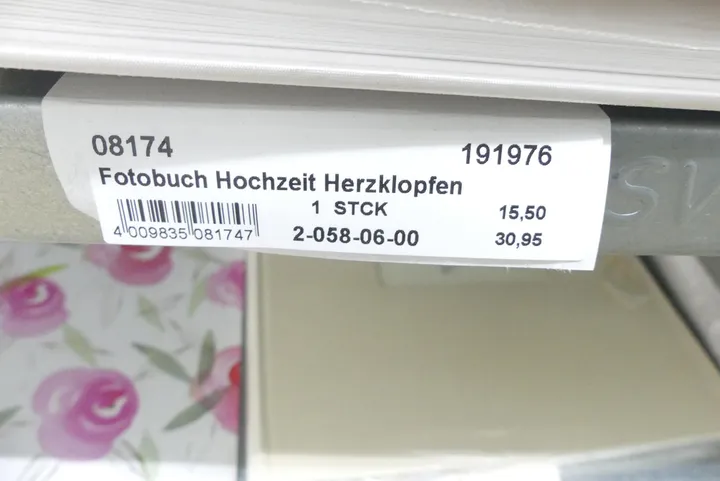 08174 191976
Fotobuch Hochzeit Herzklopfen
1 STCK 15,50
4 009835 081747 2-058-06-00 30,95